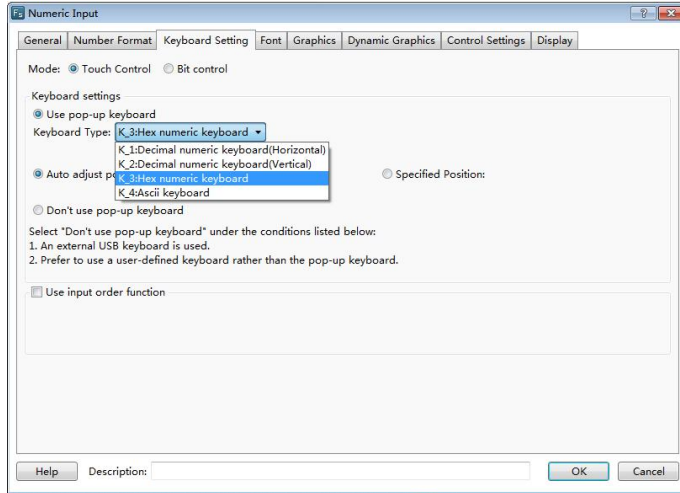 Fs Numeric Input
General Number Format Keyboard Setting Font Graphics Dynamic Graphics Control Settings Display
Mode: Touch Control Bit control
Keyboard settings
Use pop-up keyboard
Keyboard Type: K_3:Hex numeric keyboard
K_1:Decimal numeric keyboard(Horizontal)
K_2:Decimal numeric keyboard(Vertical)
Auto adjust K_3:Hex numeric keyboard Specified Position:
K_4:Ascii keyboard
Don't use pop-up keyboard
Select "Don't use pop-up keyboard" under the conditions listed below:
1. An external USB keyboard is used.
2. Prefer to use a user-defined keyboard rather than the pop-up keyboard.
Use input order function
Help Description: OK Cancel